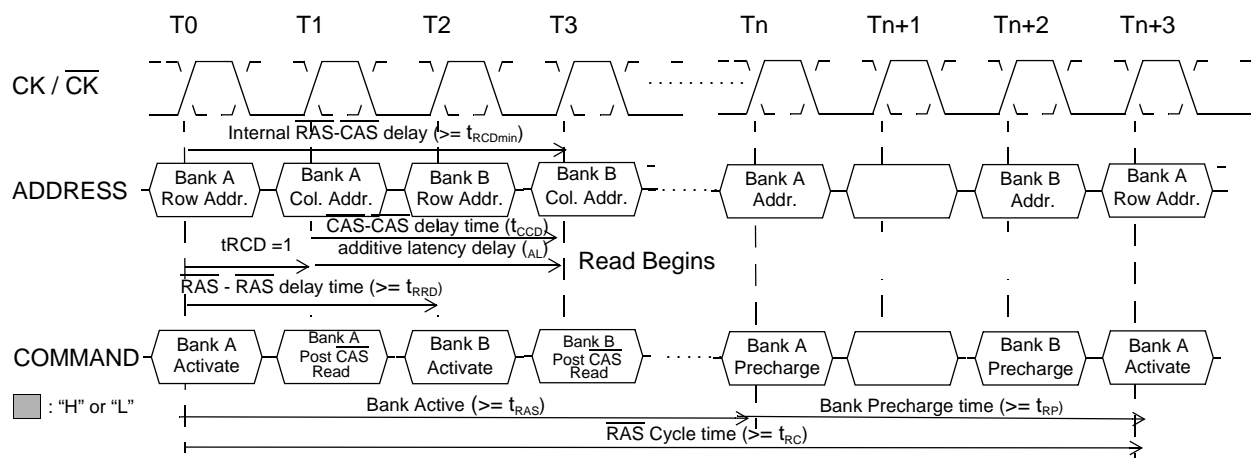 T0 T1 T2 T3 Tn Tn+1 Tn+2 Tn+3
CK / CK
Internal RAS-CAS delay (>= tRCDmin)
ADDRESS
Bank A Row Addr.
Bank A Col. Addr.
Bank B Row Addr.
Bank B Col. Addr.
Bank A Addr.
Bank B Addr.
Bank A Row Addr.
CAS-CAS delay time (tCCD)
tRCD =1
additive latency delay (AL)
Read Begins
RAS - RAS delay time (>= tRRD)
COMMAND
Bank A Activate
Bank A Post CAS Read
Bank B Activate
Bank B Post CAS Read
Bank A Precharge
Bank B Precharge
Bank A Activate
: “H” or “L”
Bank Active (>= tRAS)
Bank Precharge time (>= tRP)
RAS Cycle time (>= tRC)